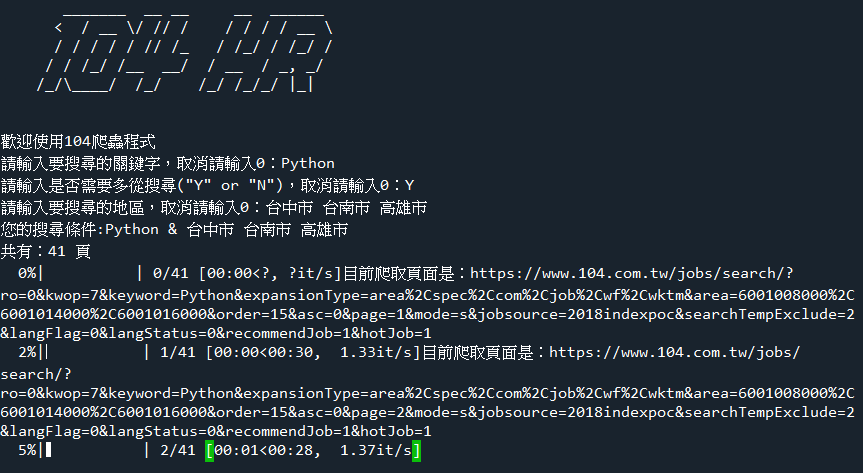 104 HR
歡迎使用104爬蟲程式
請輸入要搜尋的關鍵字，取消請輸入0：Python
請輸入是否需要多從搜尋("Y" or "N")，取消請輸入0：Y
請輸入要搜尋的地區，取消請輸入0：台中市 台南市 高雄市
您的搜尋條件:Python & 台中市 台南市 高雄市
共有：41 頁
0%|          | 0/41 [00:00<?, ?it/s]目前爬取頁面是：https://www.104.com.tw/jobs/search/?
ro=0&kwop=7&keyword=Python&expansionType=area%2Cspec%2Ccom%2Cjob%2Cwf%2Cwktm&area=6001008000%2C
6001014000%2C6001016000&order=15&asc=0&page=1&mode=s&jobsource=2018indexpoc&searchTempExclude=2
&langFlag=0&langStatus=0&recommendJob=1&hotJob=1
2%||          | 1/41 [00:00<00:30,  1.33it/s]目前爬取頁面是：https://www.104.com.tw/jobs/
search/?
ro=0&kwop=7&keyword=Python&expansionType=area%2Cspec%2Ccom%2Cjob%2Cwf%2Cwktm&area=6001008000%2C
6001014000%2C6001016000&order=15&asc=0&page=2&mode=s&jobsource=2018indexpoc&searchTempExclude=2
&langFlag=0&langStatus=0&recommendJob=1&hotJob=1
5%|▌         | 2/41 [00:01<00:28,  1.37it/s]